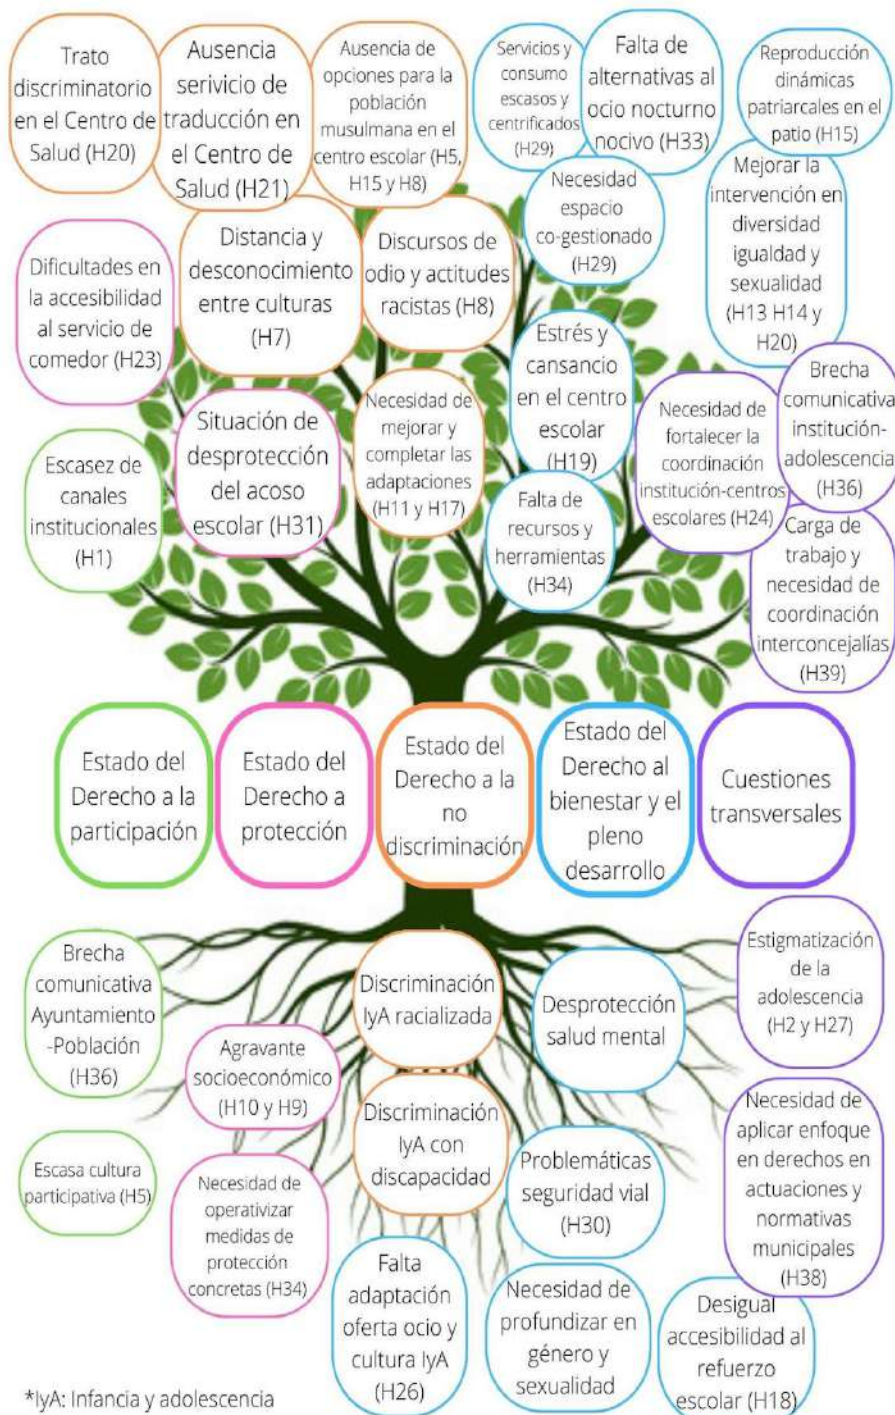 Trato
discriminatorio
en el Centro de
Salud (H20)
Ausencia
serivicio de
traducción en
el Centro de
Salud (H21)
Ausencia de
opciones para la
población
musulmana en el
centro escolar (H5,
H15 y H8)
Servicios y
consumo
escasos y
centrificados
(H29)
Falta de
alternativas al
ocio nocturno
nocivo (H33)
Reproducción
dinámicas
patriarcales en el
patio (H15)
Necesidad
espacio
co-gestionado
(H29)
Mejorar la
intervención en
diversidad
igualdad y
sexualidad
(H13 H14 y
H20)
Dificultades en
la accesibilidad
al servicio de
comedor (H23)
Distancia y
desconocimiento
entre culturas
(H7)
Discursos de
odio y actitudes
racistas (H8)
Estrés y
cansancio
en el centro
escolar
(H19)
Brecha
comunicativa
institución-
adolescencia
(H36)
Escasez de
canales
institucionales
(H1)
Situación de
desprotección
del acoso
escolar (H31)
Necesidad de
mejorar y
completar las
adaptaciones
(H11 y H17)
Necesidad de
fortalecer la
coordinación
institución-centros
escolares (H24)
Falta de
recursos y
herramientas
(H34)
Carga de
trabajo y
necesidad de
coordinación
interconcejalías
(H39)
Estado del
Derecho a la
participación
Estado del
Derecho a
protección
Estado del
Derecho a la
no
discriminación
Estado del
Derecho al
bienestar y el
pleno
desarrollo
Cuestiones
transversales
Brecha
comunicativa
Ayuntamiento
-Población
(H36)
Discriminación
IyA racializada
Desprotección
salud mental
Estigmatización
de la
adolescencia
(H2 y H27)
Agravante
socioeconómico
(H10 y H9)
Discriminación
IyA con
discapacidad
Necesidad de
aplicar enfoque
en derechos en
actuaciones y
normativas
municipales
(H38)
Escasa cultura
participativa (H5)
Necesidad de
operativizar
medidas de
protección
concretas (H34)
Problemáticas
seguridad vial
(H30)
Falta
adaptación
oferta ocio y
cultura IyA
(H26)
Necesidad de
profundizar en
género y
sexualidad
Desigual
accesibilidad al
refuerzo
escolar (H18)
*IyA: Infancia y adolescencia